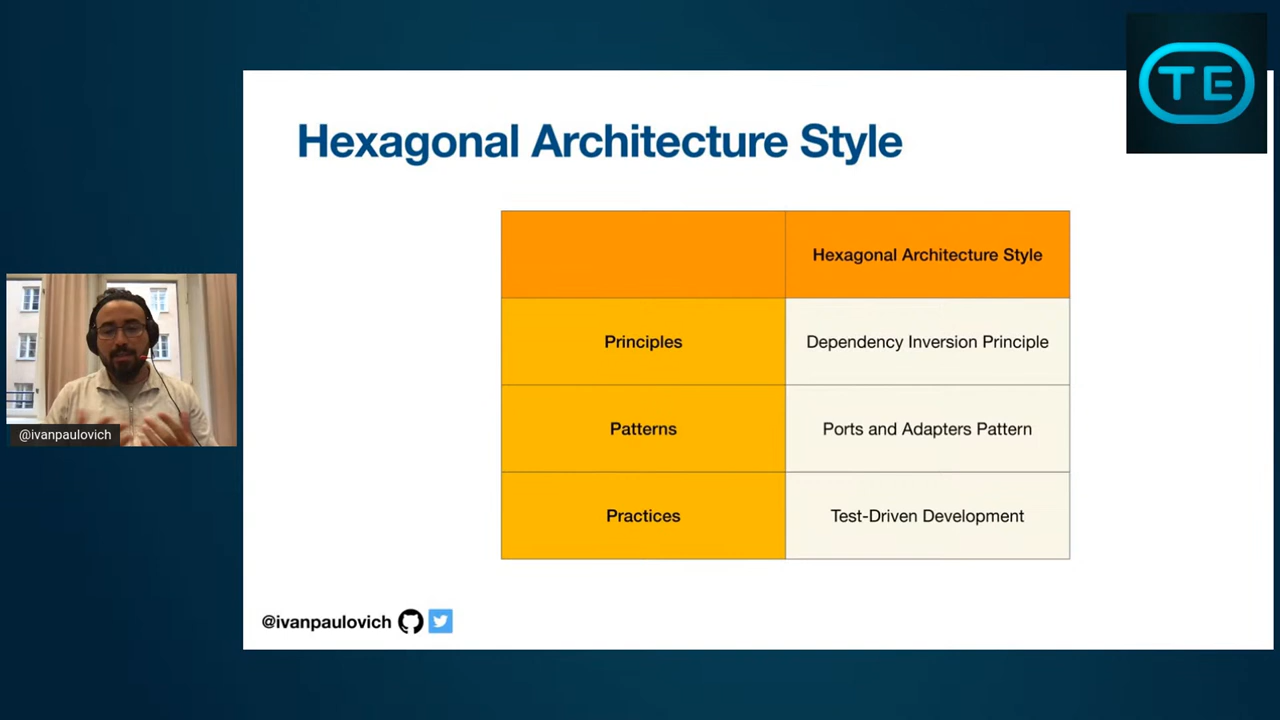 TE
Hexagonal Architecture Style
Hexagonal Architecture Style
Principles
Dependency Inversion Principle
Patterns
Ports and Adapters Pattern
Practices
Test-Driven Development
@ivanpaulovich
@ivanpaulovich